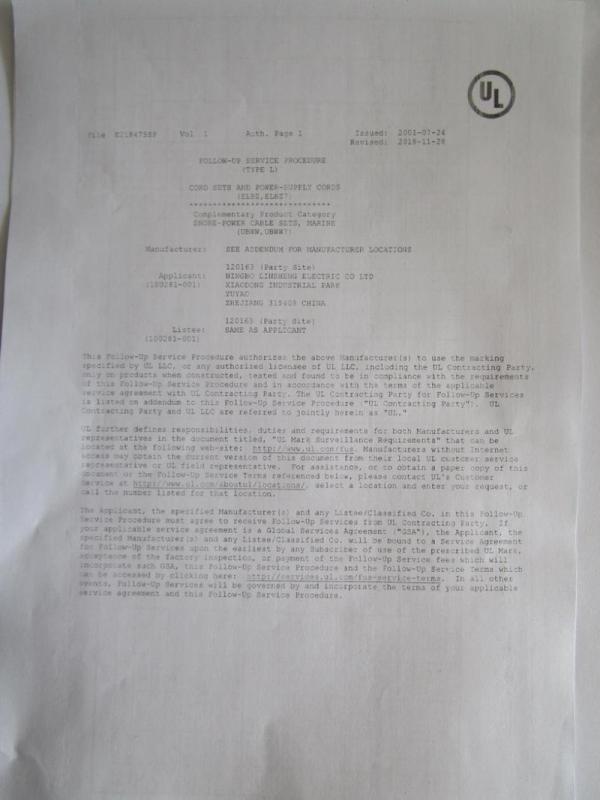 UL
File E218475SP Vol 1 Auth. Page 1 Issued: 2001-07-24
Revised: 2018-11-28
FOLLOW-UP SERVICE PROCEDURE
(TYPE L)
CORD SETS AND POWER-SUPPLY CORDS
(ELBZ,ELBZ7)
******************************
Complementary Product Category
SHORE-POWER CABLE SETS, MARINE
(UBWW,UBWW7)
Manufacturer: SEE ADDENDUM FOR MANUFACTURER LOCATIONS
120163 (Party Site)
Applicant: NINGBO LINSHENG ELECTRIC CO LTD
(100281-001) XIAODONG INDUSTRIAL PARK
YUYAO
ZHEJIANG 315408 CHINA
120163 (Party Site)
Listee: SAME AS APPLICANT
(100281-001)
This Follow-Up Service Procedure authorizes the above Manufacturer(s) to use the marking
specified by UL LLC, or any authorized licensee of UL LLC, including the UL Contracting Party,
only on products when constructed, tested and found to be in compliance with the requirements
of this Follow-Up Service Procedure and in accordance with the terms of the applicable
service agreement with UL Contracting Party. The UL Contracting Party for Follow-Up Services
is listed on addendum to this Follow-Up Service Procedure ("UL Contracting Party"). UL
Contracting Party and UL LLC are referred to jointly herein as "UL."
UL further defines responsibilities, duties and requirements for both Manufacturers and UL
representatives in the document titled, "UL Mark Surveillance Requirements" that can be
located at the following web-site: http://www.ul.com/fus. Manufacturers without Internet
access may obtain the current version of this document from their local UL customer service
representative or UL field representative. For assistance, or to obtain a paper copy of this
document or the Follow-Up Service Terms referenced below, please contact UL's Customer
Service at http://www.ul.com/aboutul/locations/, select a location and enter your request, or
call the number listed for that location.
The Applicant, the specified Manufacturer(s) and any Listee/Classified Co. in this Follow-Up
Service Procedure must agree to receive Follow-Up Services from UL Contracting Party. If
your applicable service agreement is a Global Services Agreement ("GSA"), the Applicant, the
specified Manufacturer(s) and any Listee/Classified Co. will be bound to a Service Agreement
for Follow-Up Services upon the earliest by any Subscriber of use of the prescribed UL Mark,
acceptance of the factory inspection, or payment of the Follow-Up Service fees which will
incorporate such GSA, this Follow-Up Service Procedure and the Follow-Up Service Terms which
can be accessed by clicking here: http://services.ul.com/fus-service-terms. In all other
events, Follow-Up Services will be governed by and incorporate the terms of your applicable
service agreement and this Follow-Up Service Procedure.